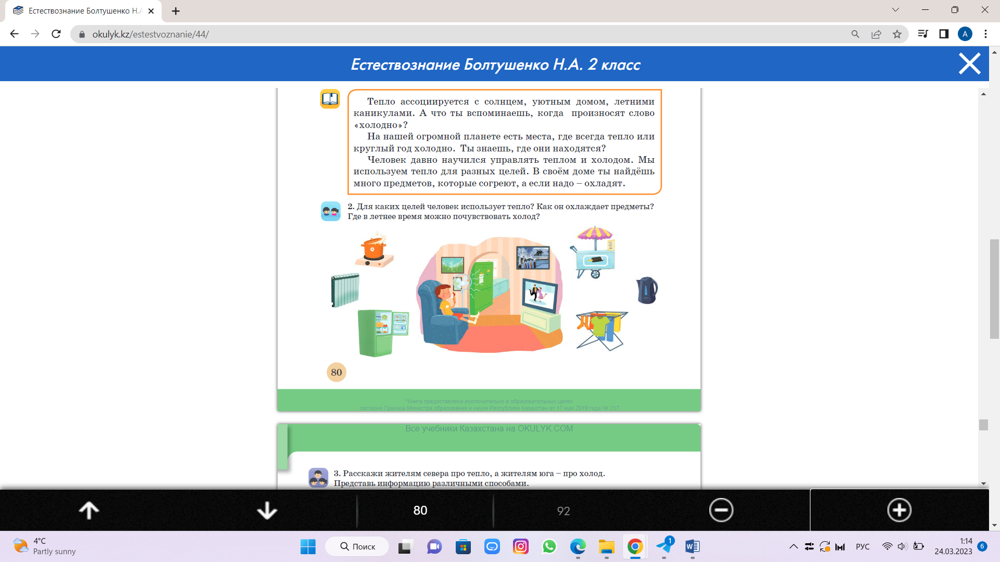 Естествознание Болтушенко Н.А
okulyk.kz/estestvoznanie/44/
A
Естествознание Болтушенко Н.А. 2 класс
Тепло ассоциируется с солнцем, уютным домом, летними
каникулами. А что ты вспоминаешь, когда произносят слово
«холодно»?
На нашей огромной планете есть места, где всегда тепло или
круглый год холодно. Ты знаешь, где они находятся?
Человек давно научился управлять теплом и холодом. Мы
используем тепло для разных целей. В своём доме ты найдёшь
много предметов, которые согреют, а если надо – охладят.
2. Для каких целей человек использует тепло? Как он охлаждает предметы?
Где в летнее время можно почувствовать холод?
80
*Книга предоставлена исключительно в образовательных целях
согласно Приказа Министра образования и науки Республики Казахстан от 17 мая 2019 года № 217
Все учебники Казахстана на OKULYK.COM
3. Расскажи жителям севера про тепло, а жителям юга – про холод.
Представь информацию различными способами.
80
92
4°C
Partly sunny
Поиск
1
РУС
1:14
24.03.2023
6